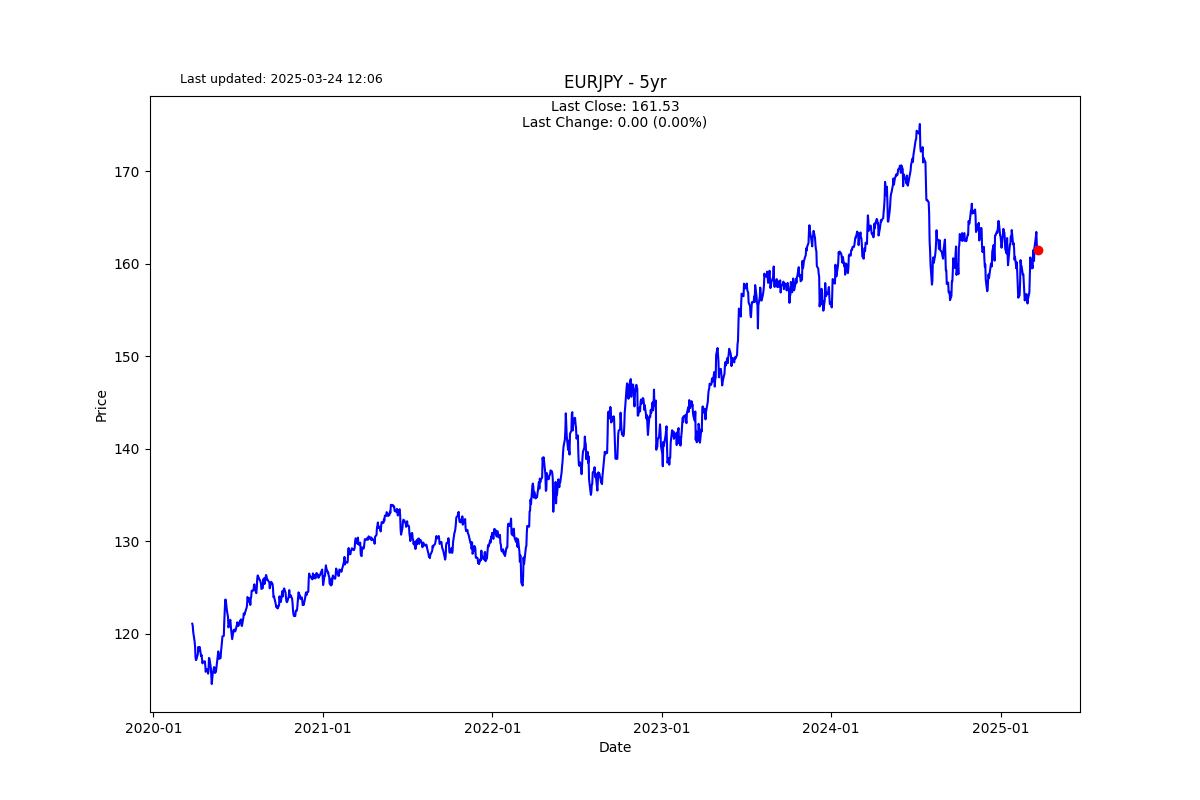 Last updated: 2025-03-24 12:06
EURJPY - 5yr
Last Close: 161.53
Last Change: 0.00 (0.00%)
170
160
150
140
130
120
Price
2020-01
2021-01
2022-01
2023-01
2024-01
2025-01
Date